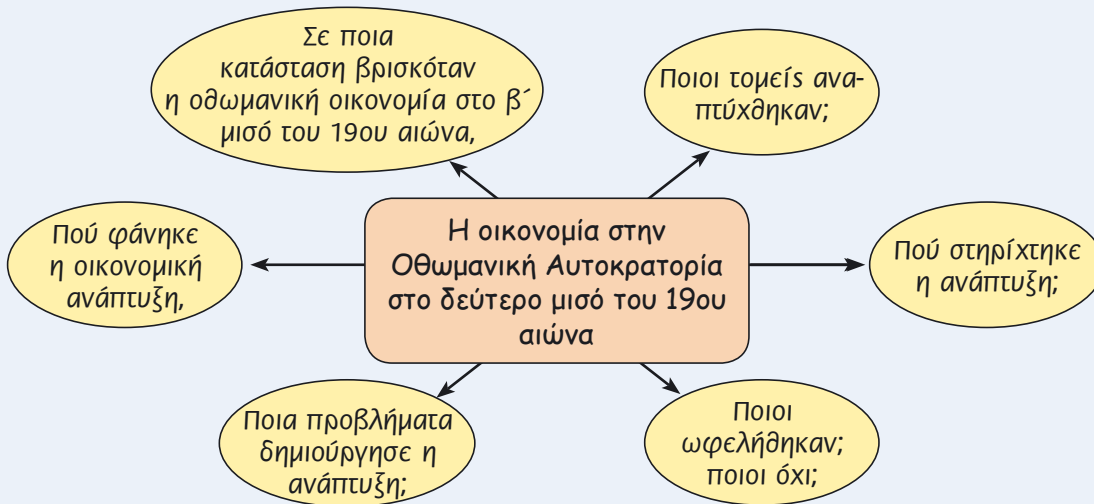 Σε ποια
κατάσταση βρισκόταν
η οθωμανική οικονομία στο β΄
μισό του 19ου αιώνα,
Ποιοι τομείς ανα-
πτύχθηκαν;
Πού φάνηκε
η οικονομική
ανάπτυξη,
Η οικονομία στην
Οθωμανική Αυτοκρατορία
στο δεύτερο μισό του 19ου
αιώνα
Πού στηρίχτηκε
η ανάπτυξη;
Ποια προβλήματα
δημιούργησε η
ανάπτυξη;
Ποιοι
ωφελήθηκαν;
ποιοι όχι;